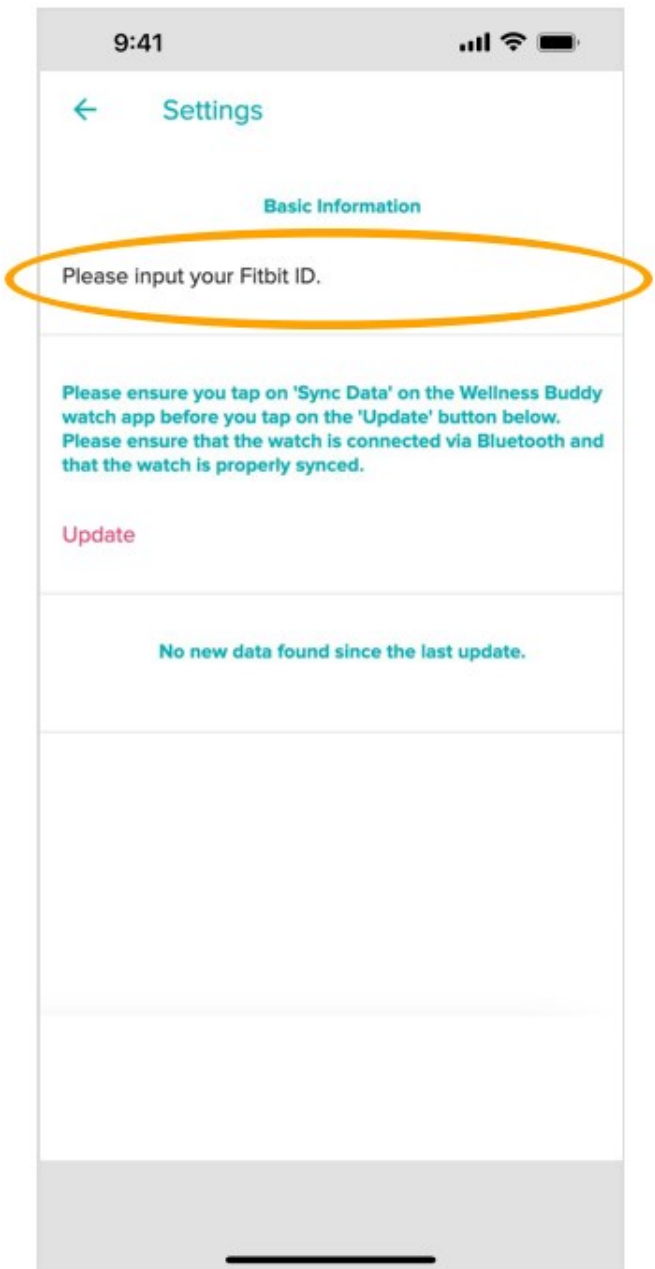 9:41
Settings
Basic Information
Please input your Fitbit ID.
Please ensure you tap on 'Sync Data' on the Wellness Buddy
watch app before you tap on the 'Update' button below.
Please ensure that the watch is connected via Bluetooth and
that the watch is properly synced.
Update
No new data found since the last update.